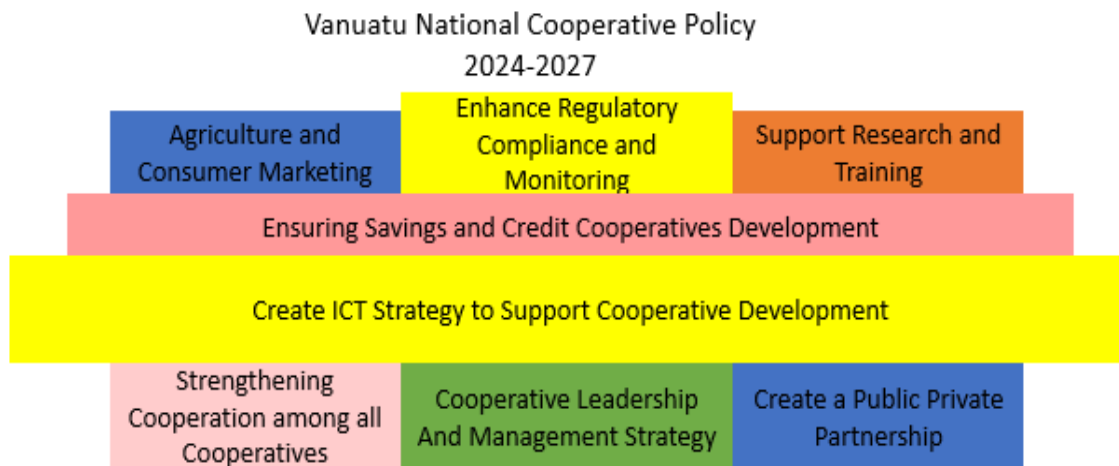 Vanuatu National Cooperative Policy
2024-2027
Agriculture and
Consumer Marketing
Enhance Regulatory
Compliance and
Monitoring
Support Research and
Training
Ensuring Savings and Credit Cooperatives Development
Create ICT Strategy to Support Cooperative Development
Strengthening
Cooperation among all
Cooperatives
Cooperative Leadership
And Management Strategy
Create a Public Private
Partnership